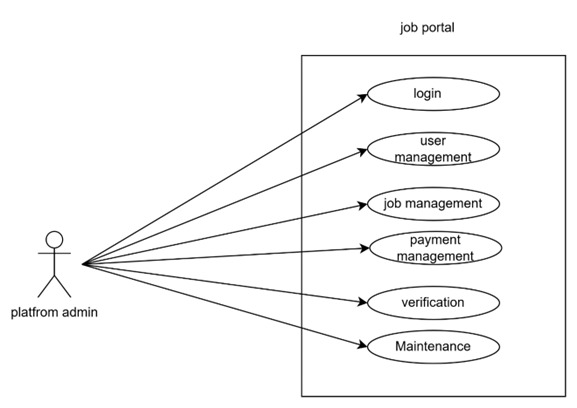 job portal
login
user
management
job management
payment
management
verification
Maintenance
platfrom admin